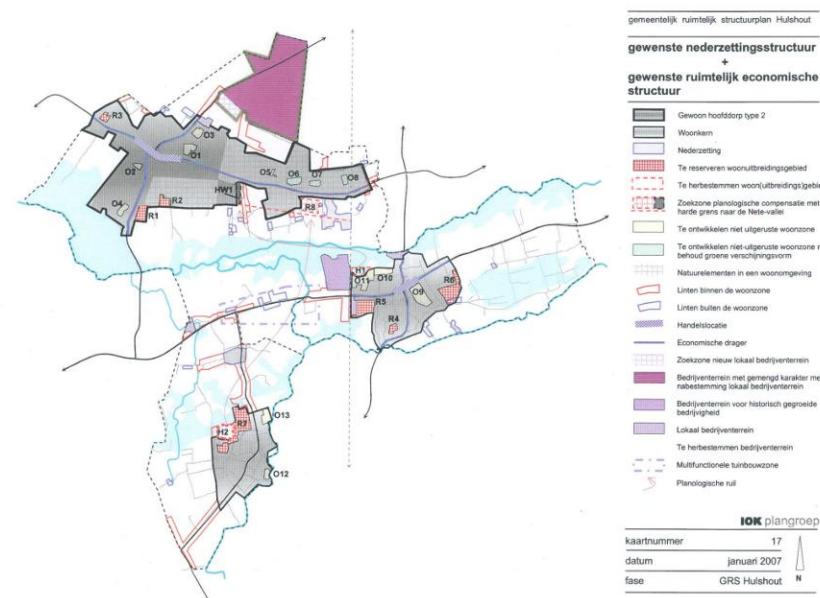 gemeentelijk ruimtelijk structuurplan Hulshout
gewenste nederzettingsstructuur
+
gewenste ruimtelijk economische
structuur
Gewoon hoofddorp type 2
Woonkern
Nederzetting
Te reserveren woonuitbreidingsgebied
Te herbestemmen woon(uitbreidings)gebie
Zoekzone planologische compensatie met
harde grens naar de Nete-vallei
Te ontwikkelen niet uitgeruste woonzone
Te ontwikkelen niet-uitgeruste woonzone
behoud groene verschijningsvorm
Natuurelementen in een woonomgeving
Linten binnen de woonzone
Linten buiten de woonzone
Handelslocatie
Economische drager
Zoekzone nieuw lokaal bedrijventerrein
Bedrijventerrein met gemengd karakter me
nabestemming lokaal bedrijventerrein
Bedrijventerrein voor historisch gegroeide
bedrijvigheid
Lokaal bedrijventerrein
Te herbestemmen bedrijventerrein
Multifunctionele tuinbouwzone
Planologische ruil
IOK plangroep
kaartnummer 17
datum januari 2007
fase GRS Hulshout
N
R3
O3
O1
O2
O4
R1
R2
HW1
O5
O6
O7
O8
R8
H1
O11
O10
O9
R6
R5
R4
O13
R7
H2
O12